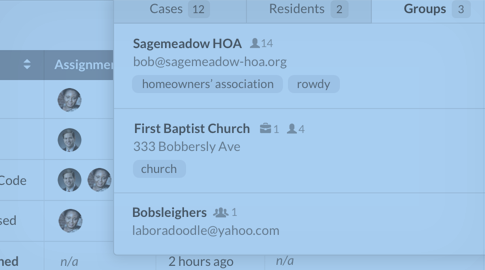 Cases 12 Residents 2 Groups 3
Sagemeadow HOA 14
bob@sagemeadow-hoa.org
homeowners' association rowdy
First Baptist Church 1 4
333 Bobbersly Ave
church
Bobsleighers 1
laboradoodle@yahoo.com
Assignmen
Code
sed
ned n/a 2 hours ago n/a